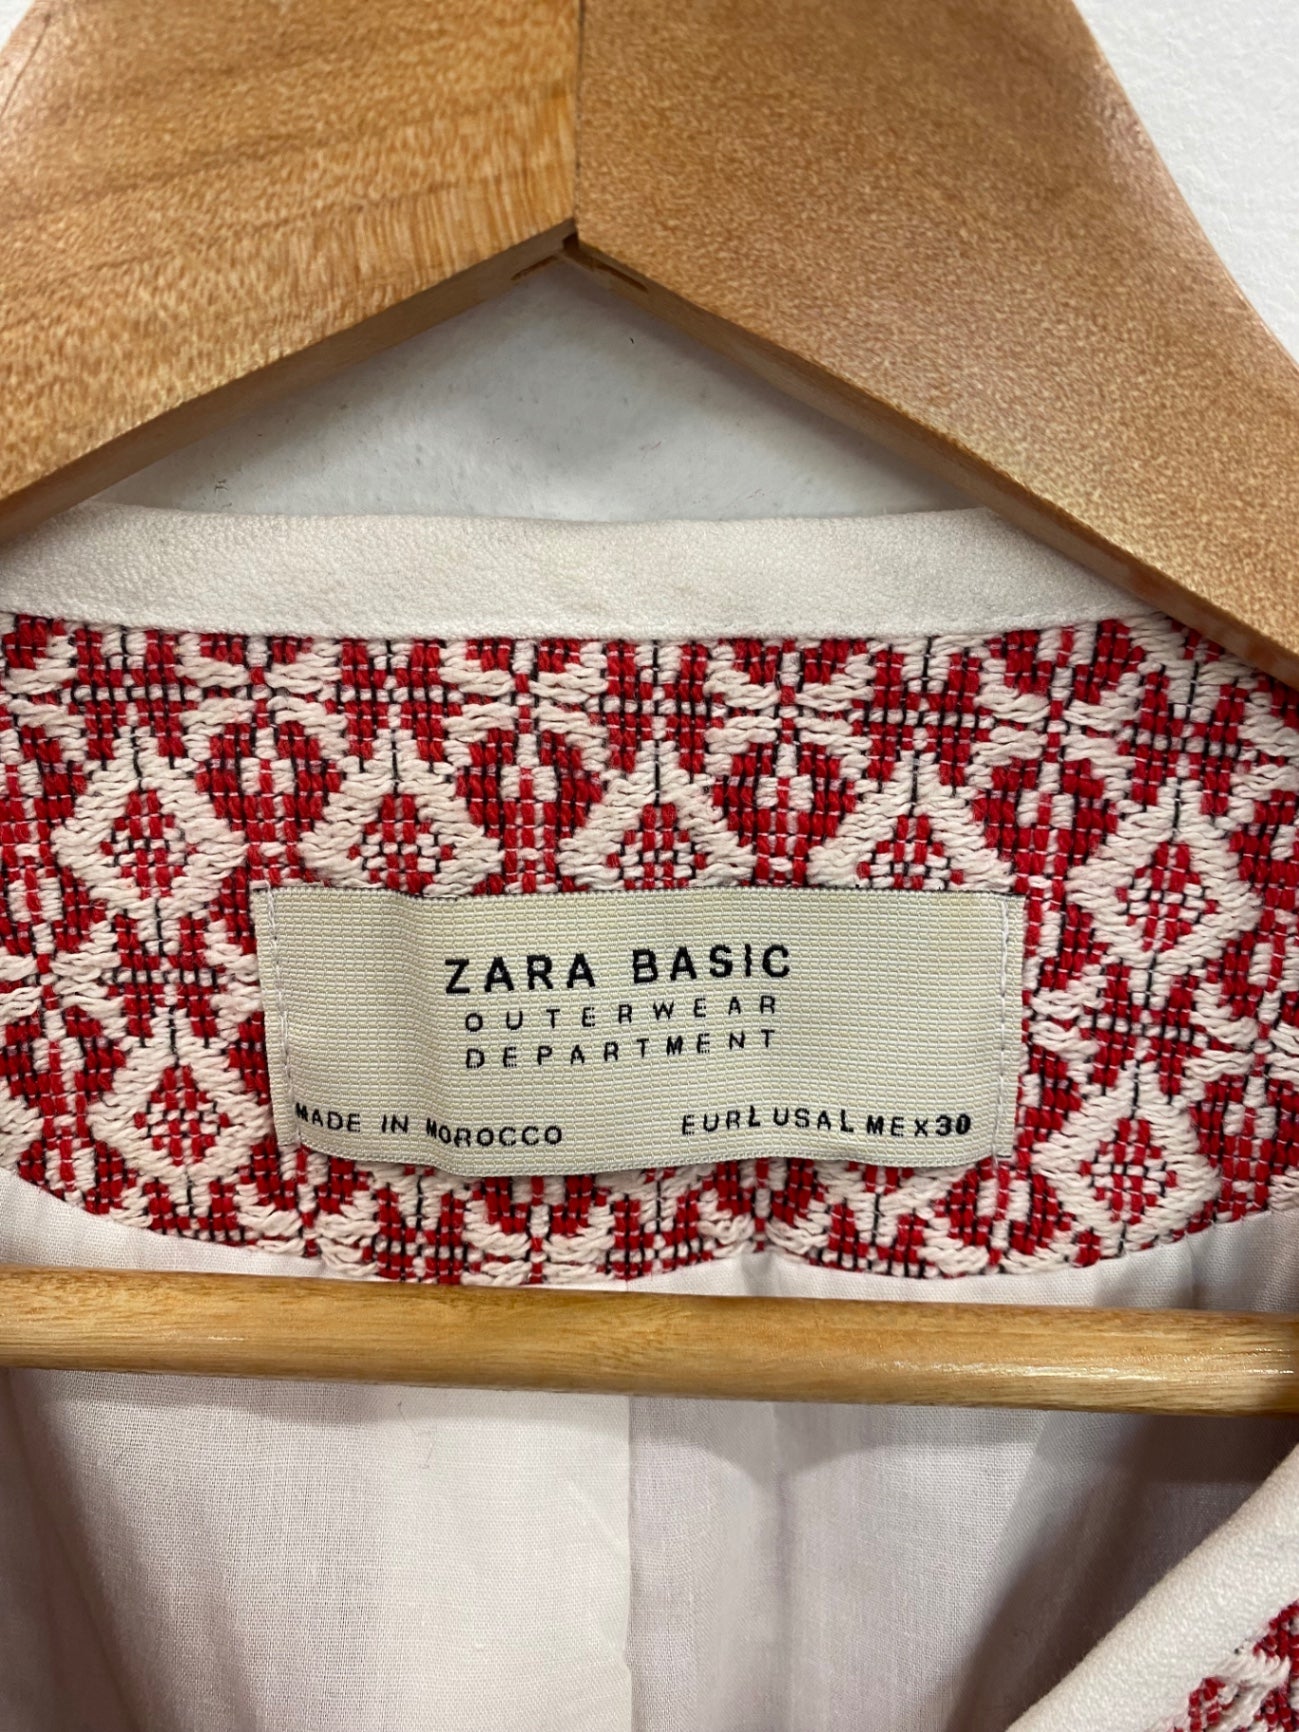 ZARA BASIC
OUTERWEAR
DEPARTMENT
MADE IN MOROCCO EUR L USA L MEX 30